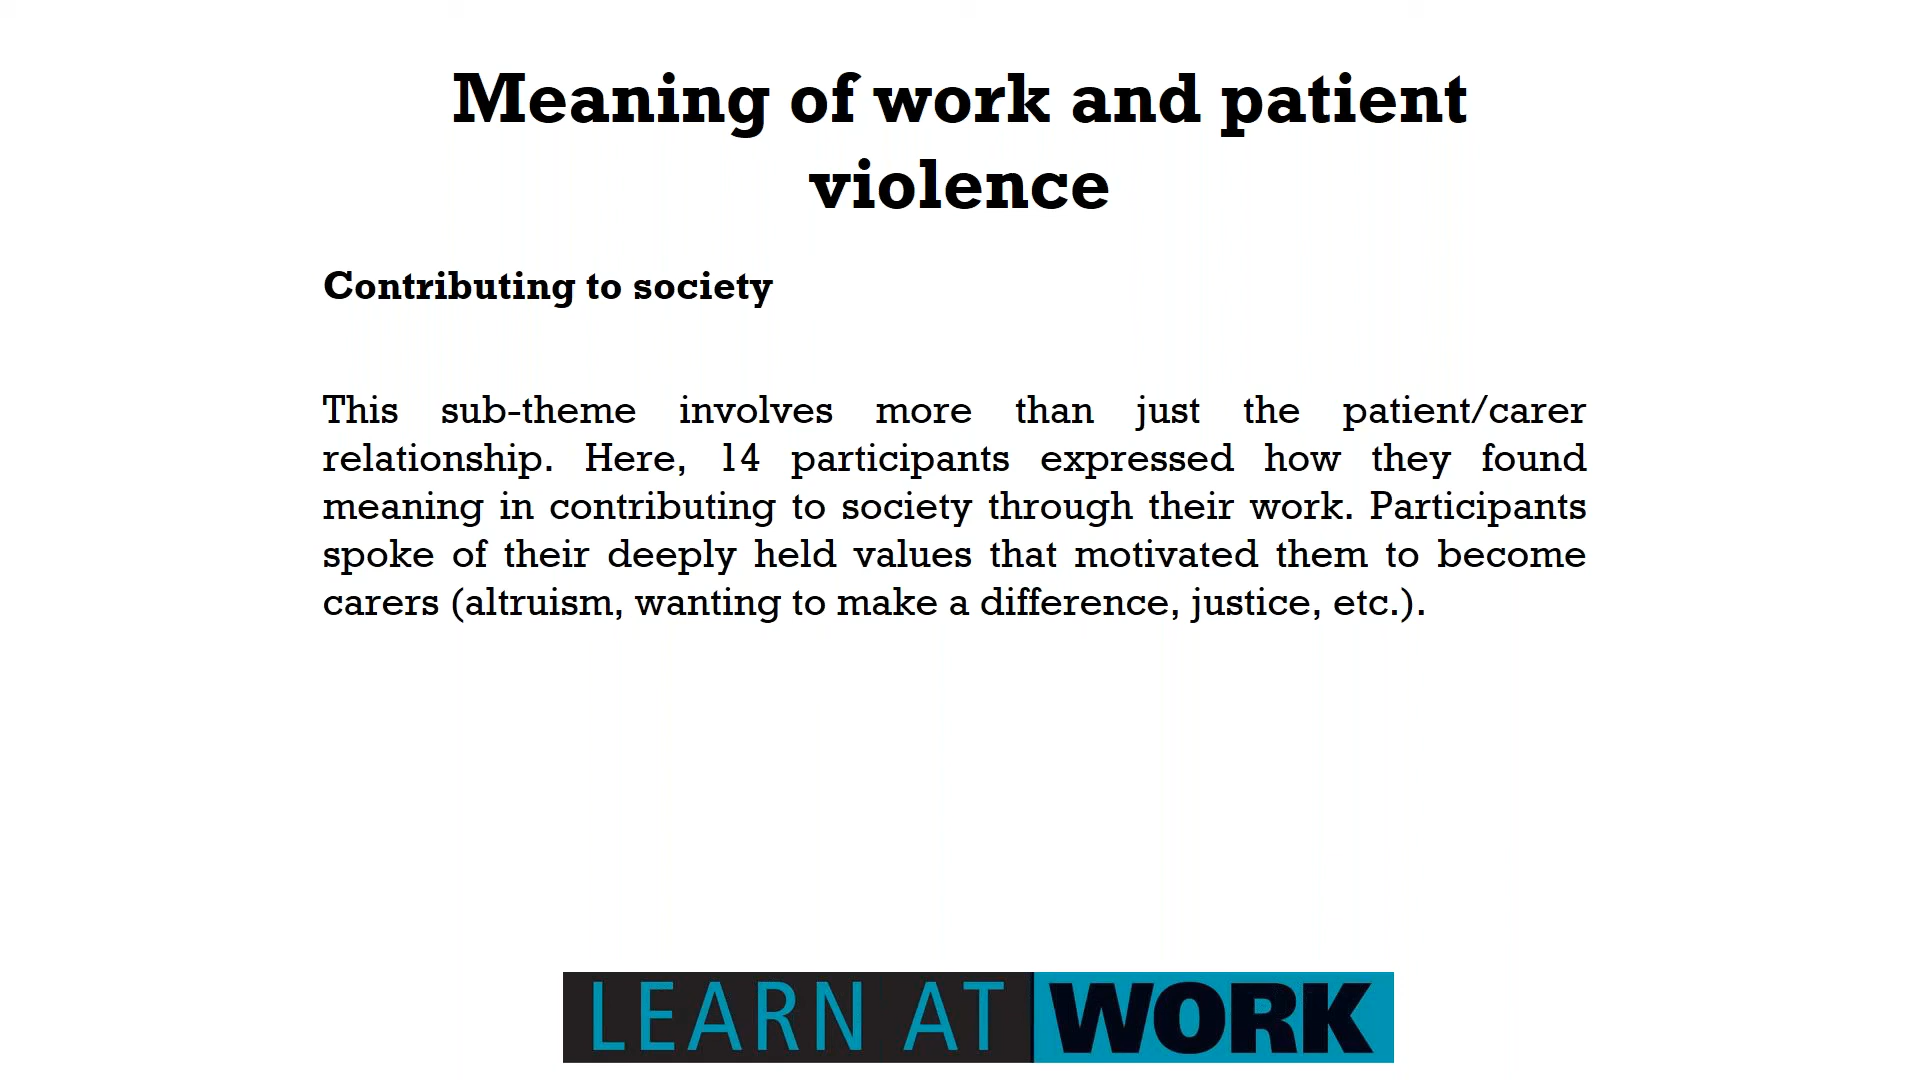 Meaning of work and patient
violence
Contributing to society
This sub-theme involves more than just the patient/carer
relationship. Here, 14 participants expressed how they found
meaning in contributing to society through their work. Participants
spoke of their deeply held values that motivated them to become
carers (altruism, wanting to make a difference, justice, etc.).
LEARN AT WORK